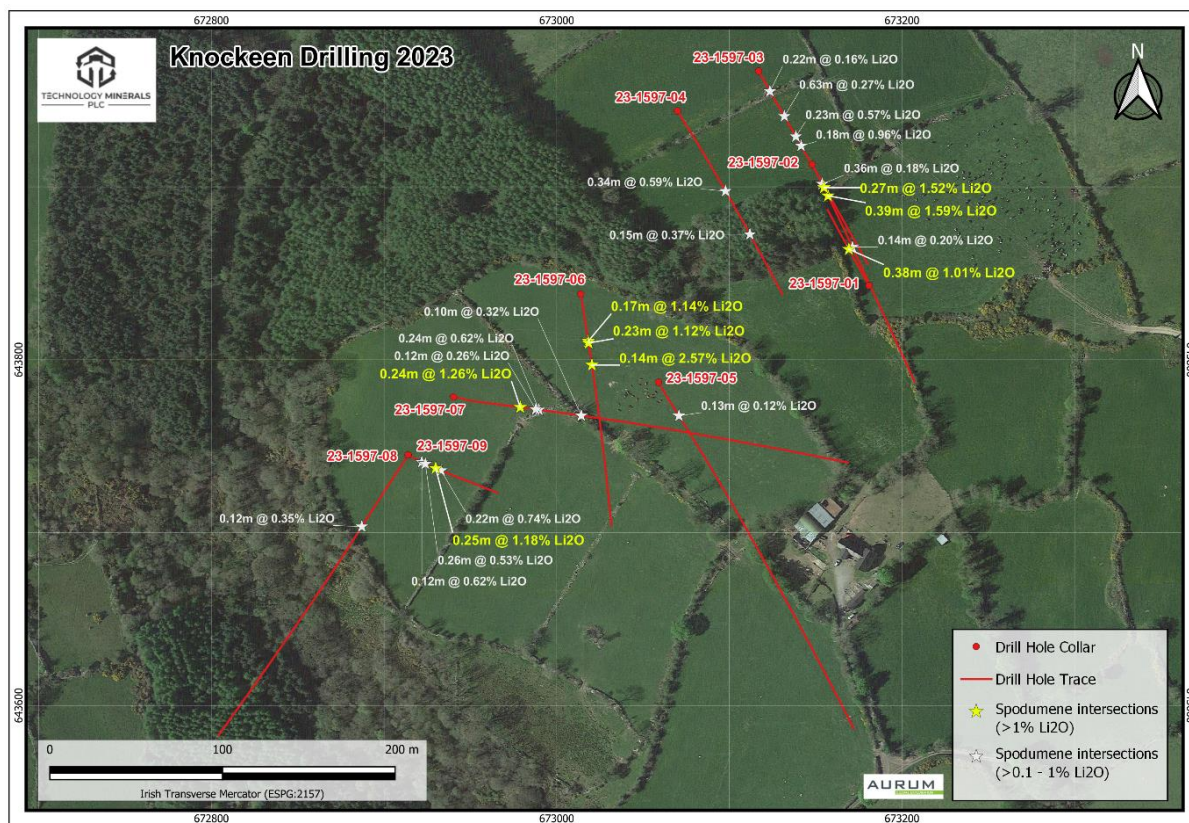 672800
673000
673200
TECHNOLOGY MINERALS
PLC
Knockeen Drilling 2023
N
23-1597-03
0.22m @ 0.16% Li2O
0.63m @ 0.27% Li2O
23-1597-04
0.23m @ 0.57% Li2O
0.18m @ 0.96% Li2O
23-1597-02
0.36m @ 0.18% Li2O
0.34m @ 0.59% Li2O
0.27m @ 1.52% Li2O
0.39m @ 1.59% Li2O
0.15m @ 0.37% Li2O
0.14m @ 0.20% Li2O
0.38m @ 1.01% Li2O
23-1597-01
23-1597-06
0.10m @ 0.32% Li2O
0.17m @ 1.14% Li2O
0.24m @ 0.62% Li2O
0.23m @ 1.12% Li2O
0.12m @ 0.26% Li2O
0.14m @ 2.57% Li2O
0.24m @ 1.26% Li2O
23-1597-05
643800
643800
23-1597-07
0.13m @ 0.12% Li2O
23-1597-09
23-1597-08
0.12m @ 0.35% Li2O
0.22m @ 0.74% Li2O
0.25m @ 1.18% Li2O
0.26m @ 0.53% Li2O
0.12m @ 0.62% Li2O
Drill Hole Collar
Drill Hole Trace
Spodumene intersections
(>1% Li2O)
Spodumene intersections
(>0.1 - 1% Li2O)
643600
643600
0
100
200 m
Irish Transverse Mercator (ESPG:2157)
AURUM
672800
673000
673200